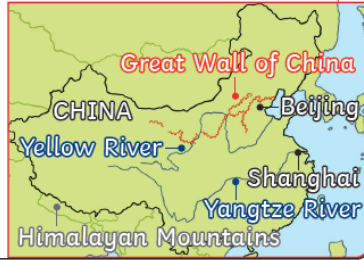 Great Wall of China
CHINA
Beijing
Yellow River
Shanghai
Yangtze River
Himalayan Mountains